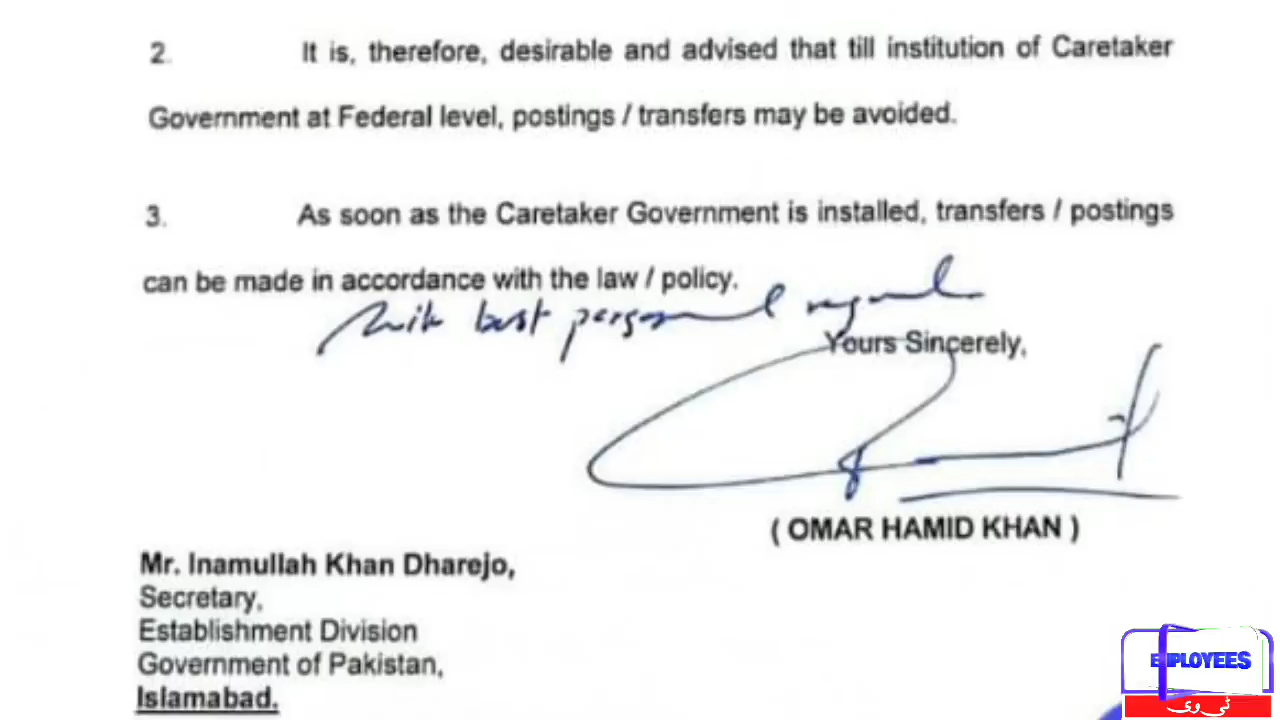 2. It is, therefore, desirable and advised that till institution of Caretaker
Government at Federal level, postings / transfers may be avoided.
3. As soon as the Caretaker Government is installed, transfers / postings
can be made in accordance with the law / policy.
with best personal regards
Yours Sincerely,
( OMAR HAMID KHAN )
Mr. Inamullah Khan Dharejo,
Secretary,
Establishment Division
Government of Pakistan,
Islamabad.
EMPLOYEES
ٹی وی